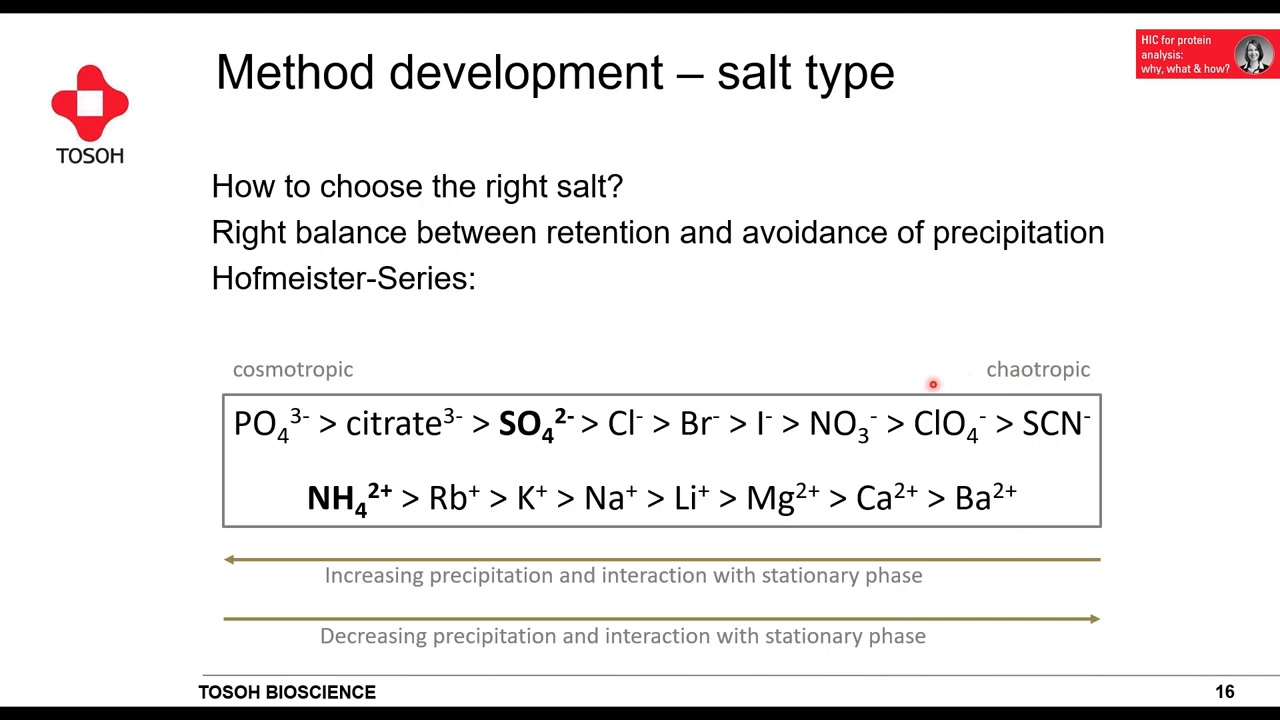 Method development – salt type
HIC for protein
analysis:
why, what & how?
TOSOH
How to choose the right salt?
Right balance between retention and avoidance of precipitation
Hofmeister-Series:
cosmotropic
chaotropic
PO₄³⁻ > citrate³⁻ > SO₄²⁻ > Cl⁻ > Br⁻ > I⁻ > NO₃⁻ > ClO₄⁻ > SCN⁻
NH₄²⁺ > Rb⁺ > K⁺ > Na⁺ > Li⁺ > Mg²⁺ > Ca²⁺ > Ba²⁺
Increasing precipitation and interaction with stationary phase
Decreasing precipitation and interaction with stationary phase
TOSOH BIOSCIENCE
16